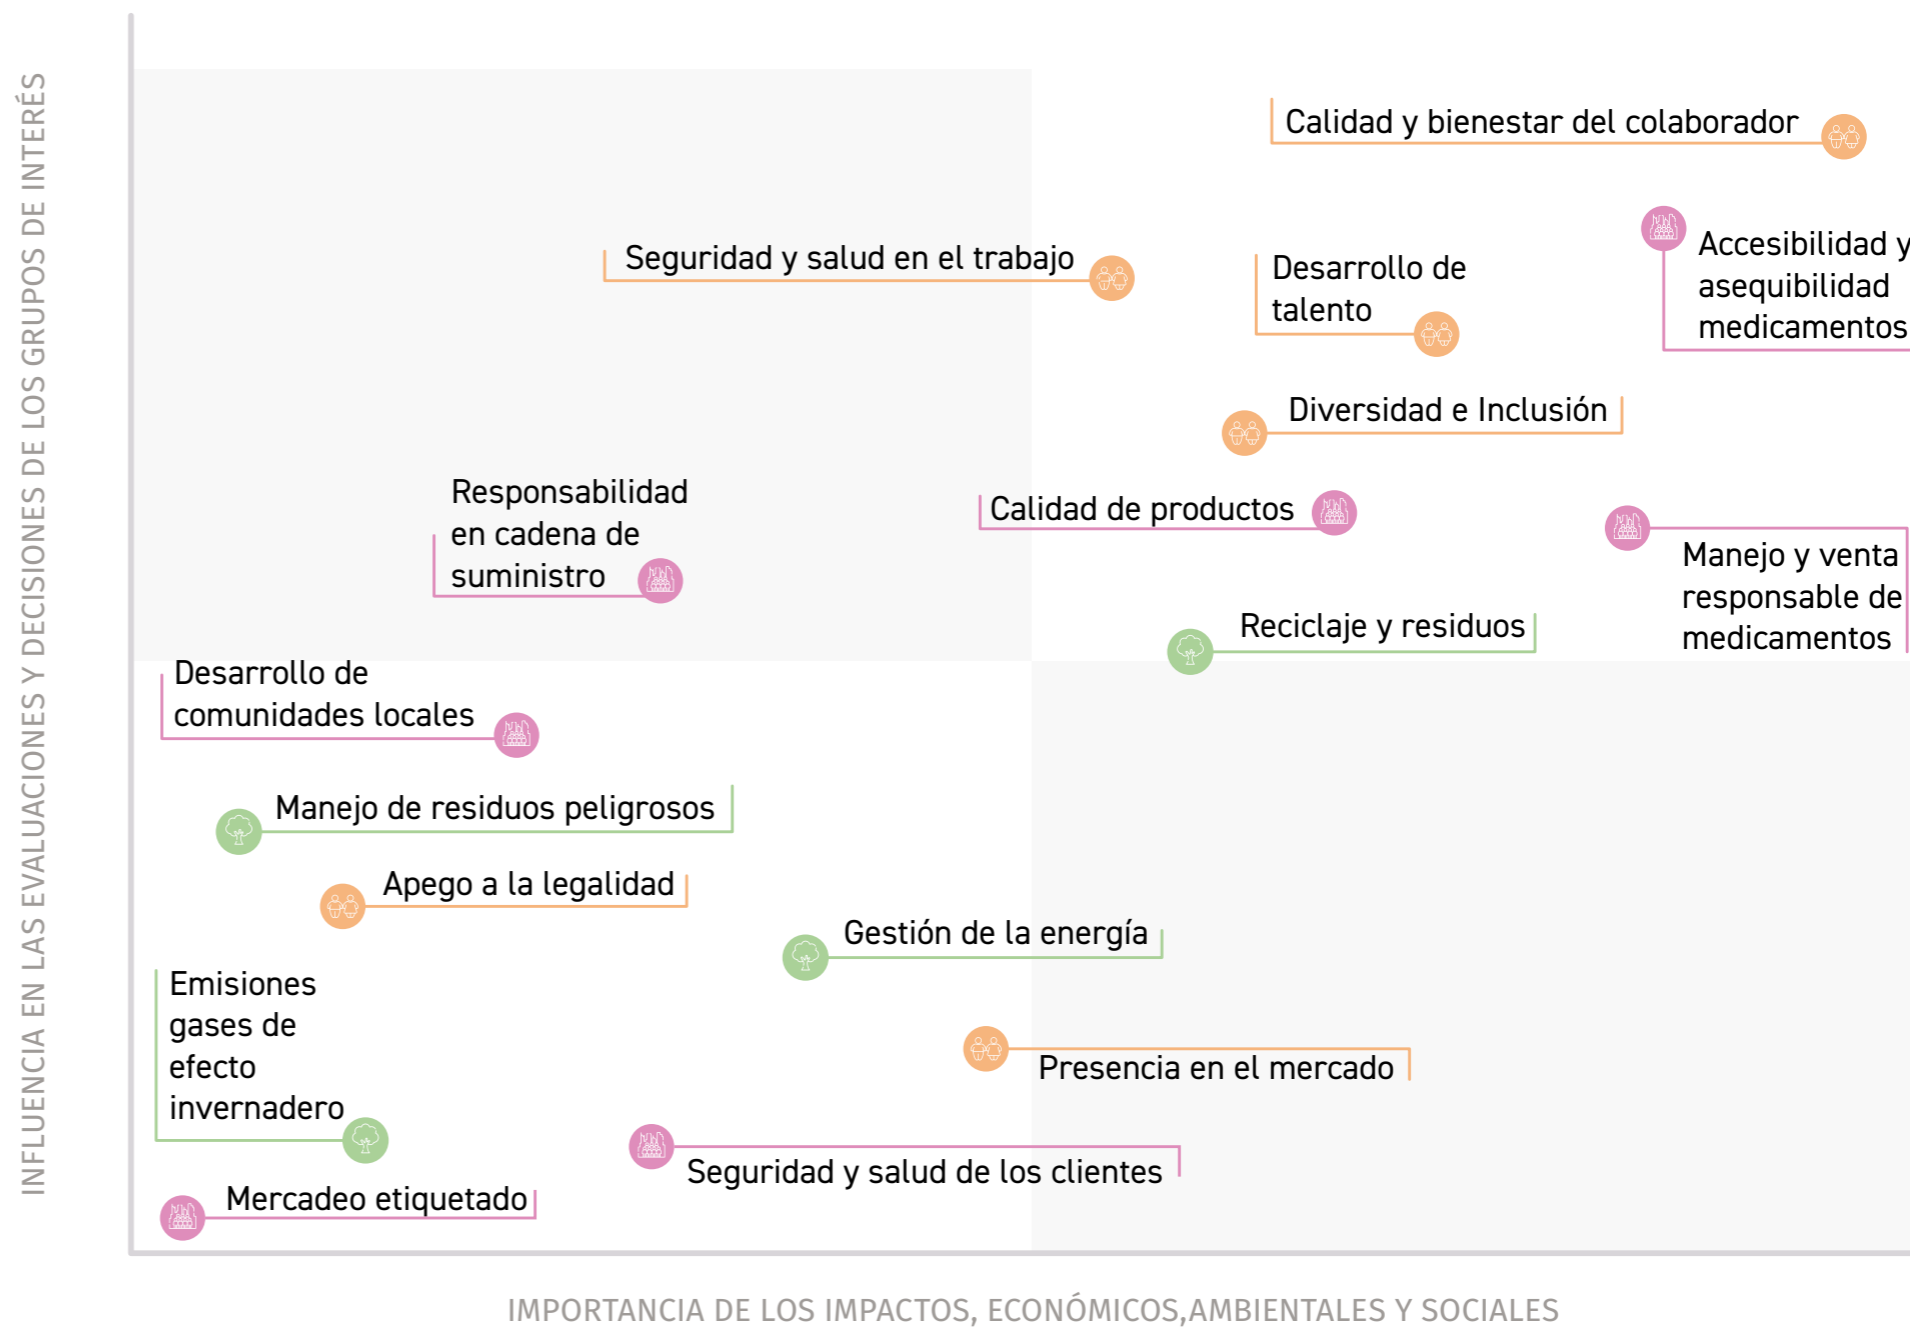 INFLUENCIA EN LAS EVALUACIONES Y DECISIONES DE LOS GRUPOS DE INTERÉS
Calidad y bienestar del colaborador
Seguridad y salud en el trabajo
Desarrollo de
talento
Accesibilidad y
asequibilidad
medicamentos
Diversidad e Inclusión
Responsabilidad
en cadena de
suministro
Calidad de productos
Manejo y venta
responsable de
medicamentos
Reciclaje y residuos
Desarrollo de
comunidades locales
Manejo de residuos peligrosos
Apego a la legalidad
Gestión de la energía
Emisiones
gases de
efecto
invernadero
Presencia en el mercado
Seguridad y salud de los clientes
Mercadeo etiquetado
IMPORTANCIA DE LOS IMPACTOS, ECONÓMICOS,AMBIENTALES Y SOCIALES